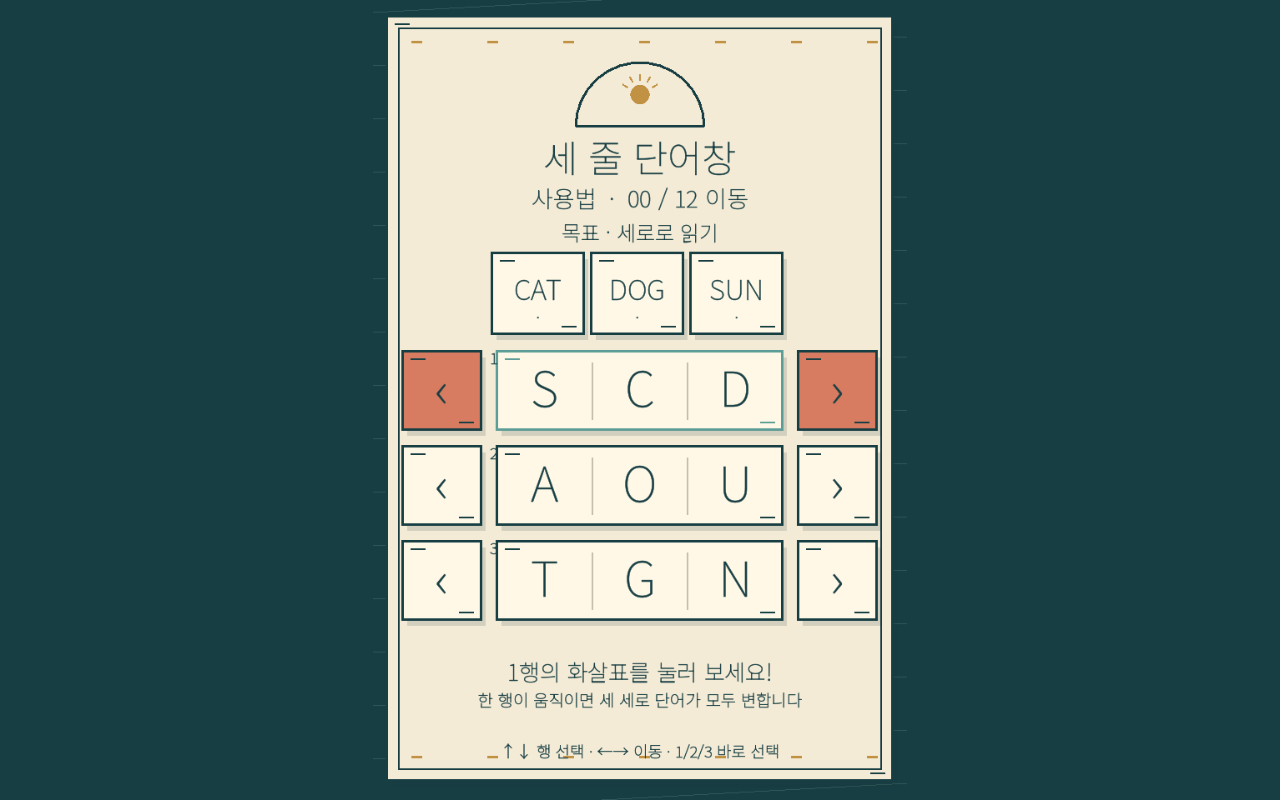 세 줄 단어창
사용법 · 00 / 12 이동
목표 · 세로로 읽기
CAT DOG SUN
1 ‹ S C D ›
2 ‹ A O U ›
3 ‹ T G N ›
1행의 화살표를 눌러 보세요!
한 행이 움직이면 세 세로 단어가 모두 변합니다
↑↓ 행 선택 · ←→ 이동 · 1/2/3 바로 선택